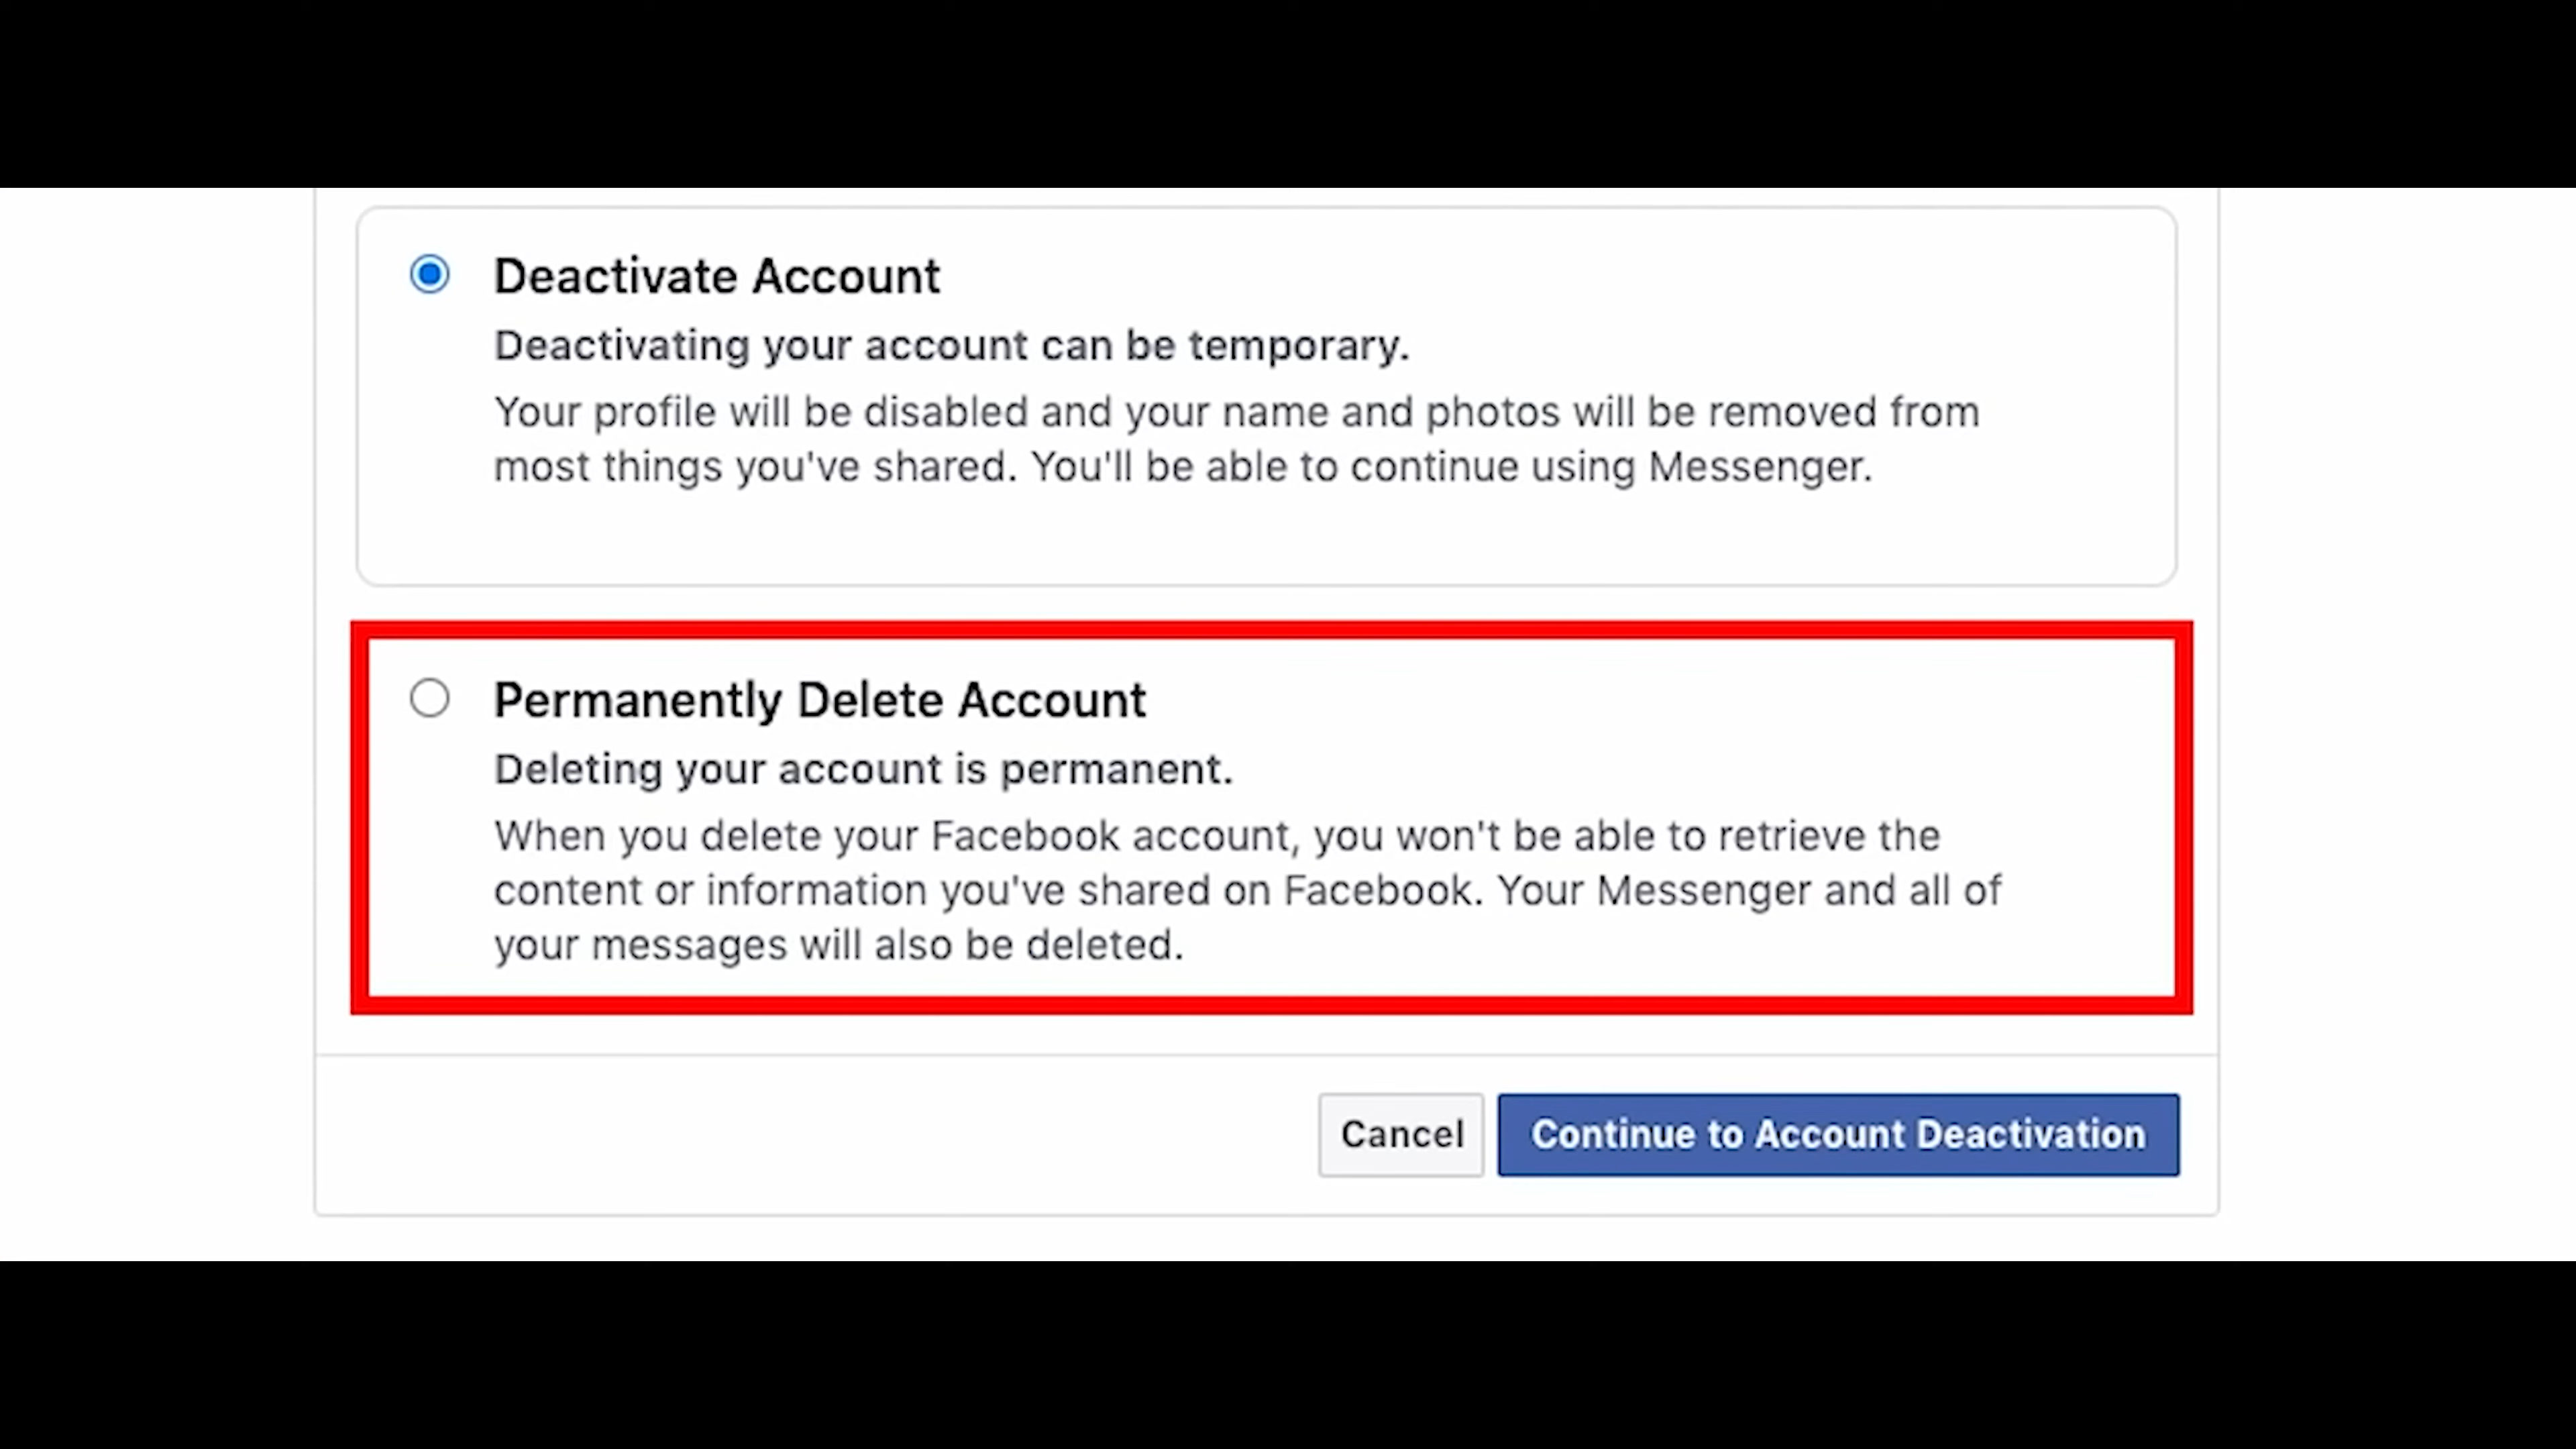 Deactivate Account
Deactivating your account can be temporary.
Your profile will be disabled and your name and photos will be removed from
most things you've shared. You'll be able to continue using Messenger.
Permanently Delete Account
Deleting your account is permanent.
When you delete your Facebook account, you won't be able to retrieve the
content or information you've shared on Facebook. Your Messenger and all of
your messages will also be deleted.
Cancel
Continue to Account Deactivation